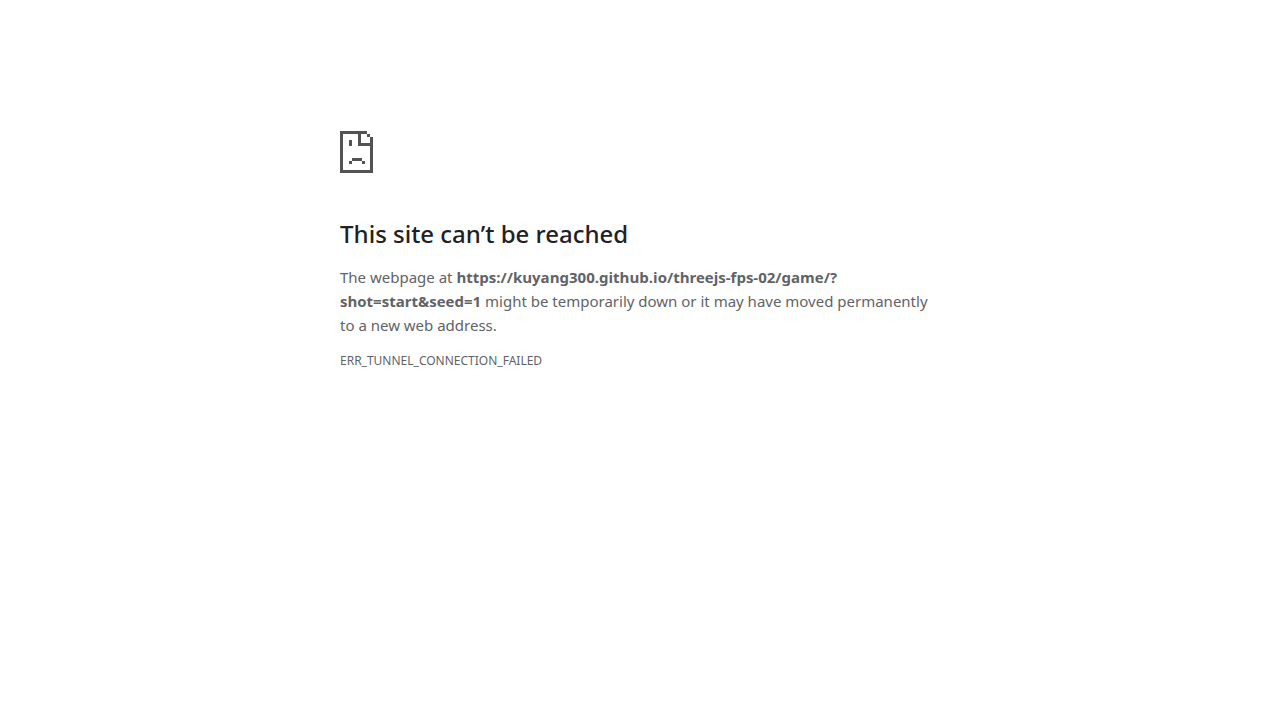 This site can’t be reached
The webpage at https://kuyang300.github.io/threejs-fps-02/game/?
shot=start&seed=1 might be temporarily down or it may have moved permanently
to a new web address.
ERR_TUNNEL_CONNECTION_FAILED